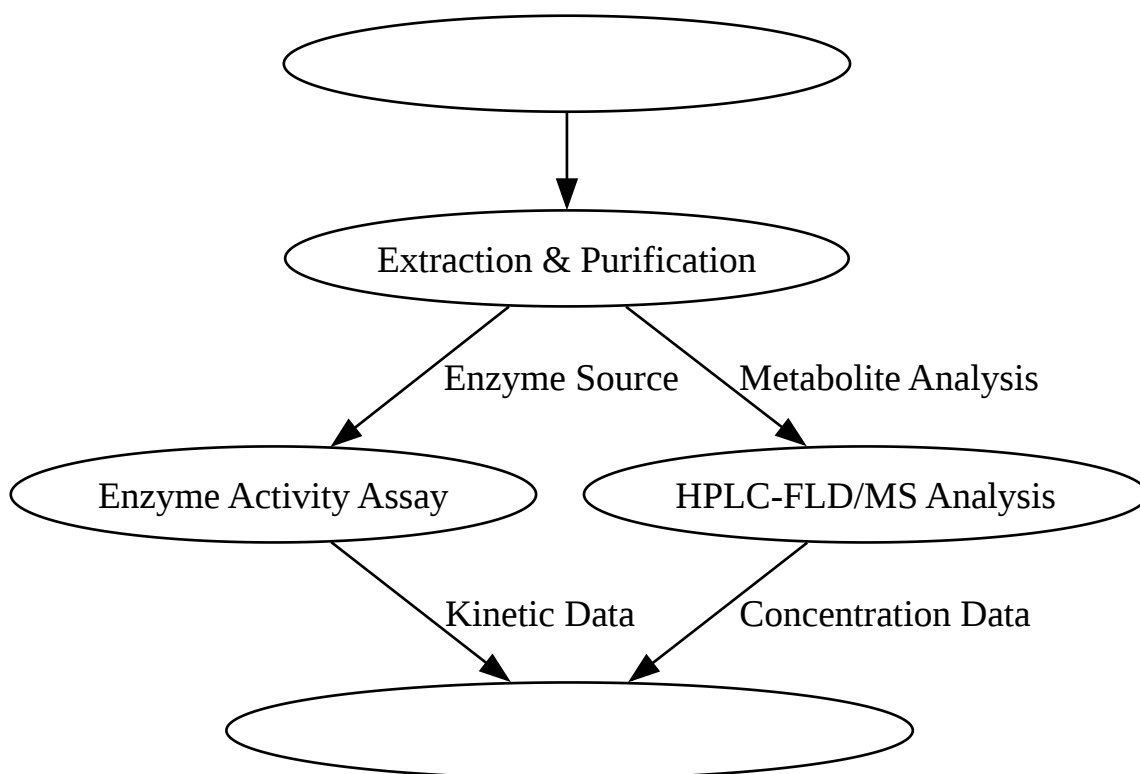 Extraction & Purification
Enzyme Source
Metabolite Analysis
Enzyme Activity Assay
HPLC-FLD/MS Analysis
Kinetic Data
Concentration Data